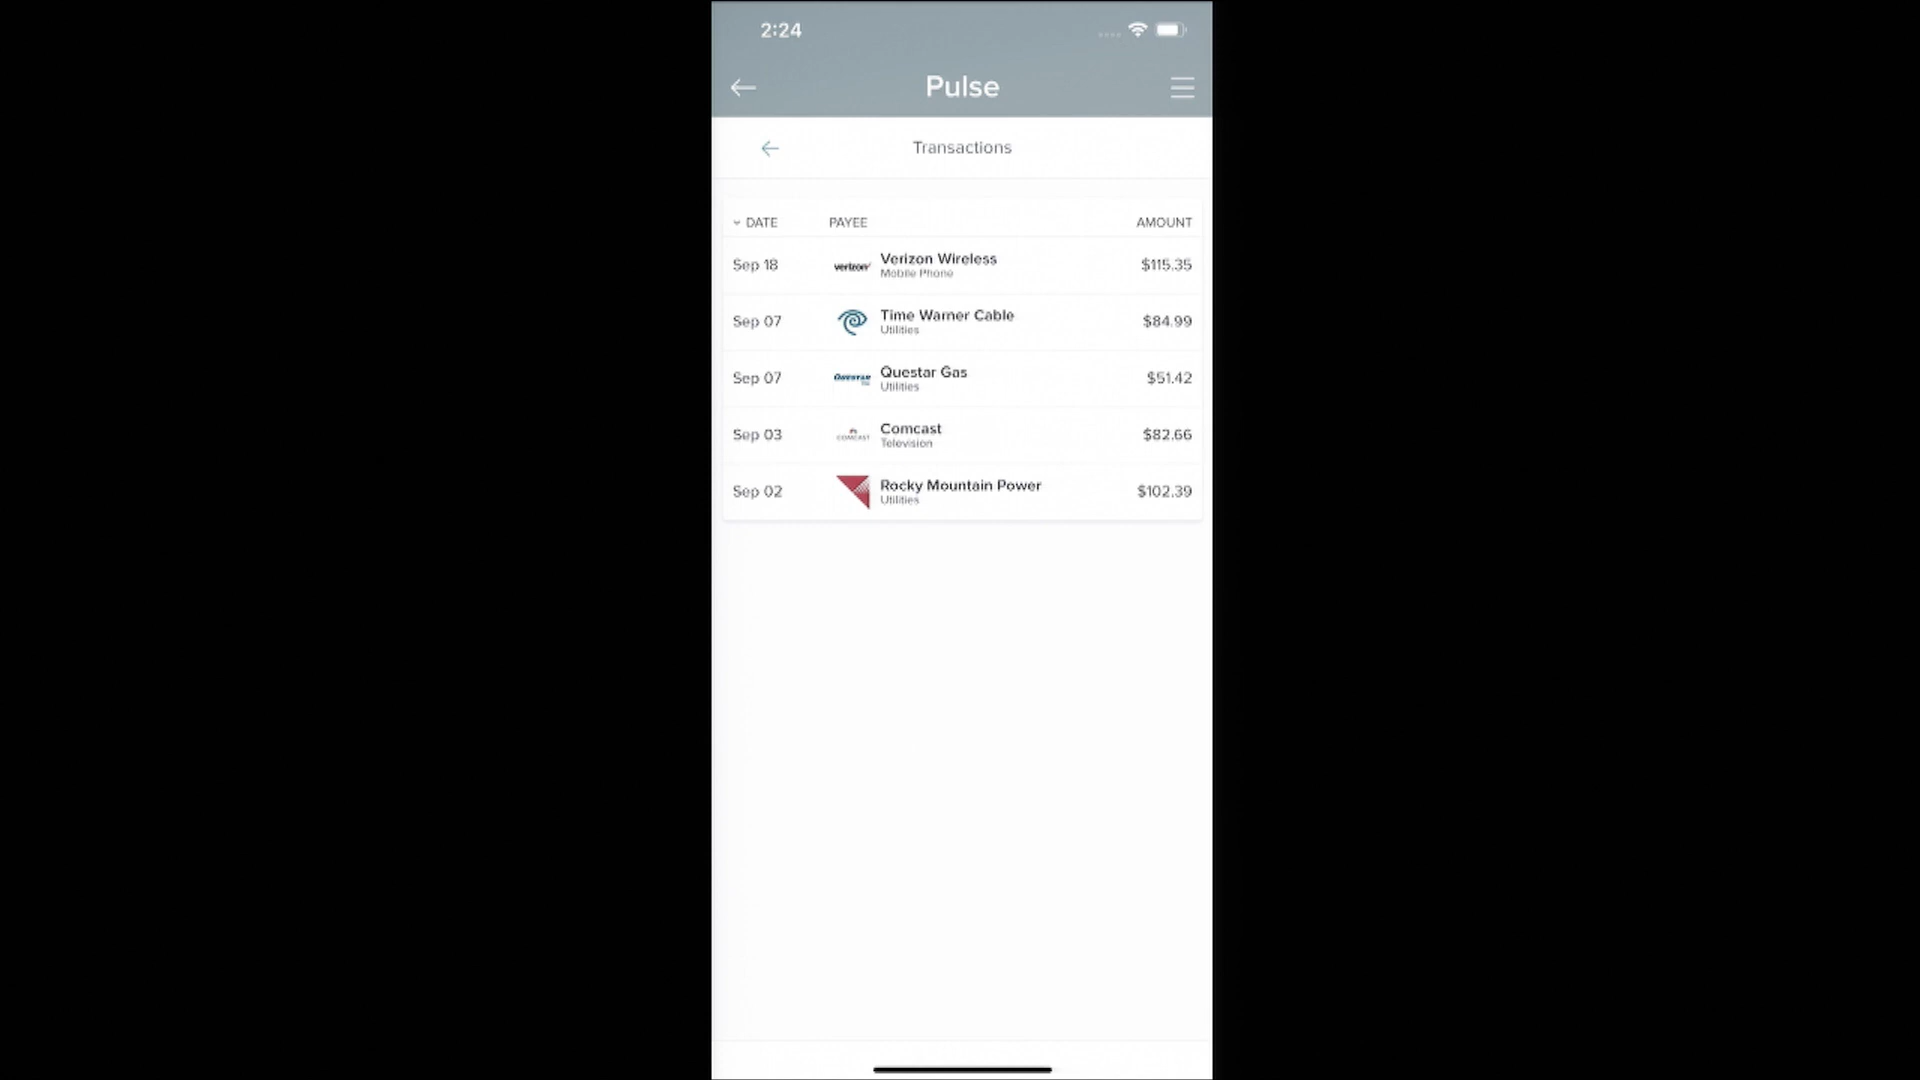 2:24
Pulse
Transactions
DATE PAYEE AMOUNT
Sep 18 verizon Verizon Wireless $115.35
Mobile Phone
Sep 07 Time Warner Cable $84.99
Utilities
Sep 07 QUESTAR Questar Gas $51.42
Utilities
Sep 03 COMCAST Comcast $82.66
Television
Sep 02 Rocky Mountain Power $102.39
Utilities